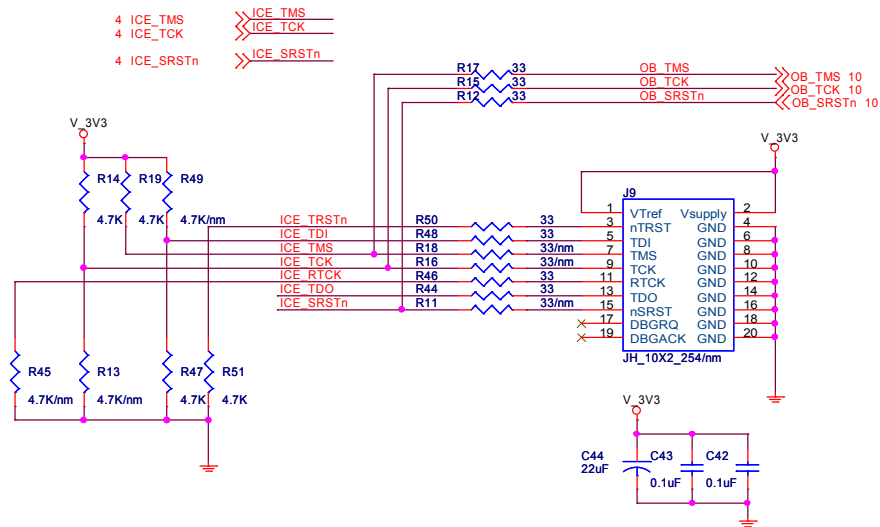 4 ICE_TMS ICE_TMS
4 ICE_TCK ICE_TCK
4 ICE_SRSTn ICE_SRSTn
R17 33 OB_TMS OB_TMS 10
R15 33 OB_TCK OB_TCK 10
R12 33 OB_SRSTn OB_SRSTn 10
V_3V3
V_3V3
R14 R19 R49
4.7K 4.7K 4.7K/nm
J9
1 VTref Vsupply 2
ICE_TRSTn R50 33 3 nTRST GND 4
ICE_TDI R48 33 5 TDI GND 6
ICE_TMS R18 33/nm 7 TMS GND 8
ICE_TCK R16 33/nm 9 TCK GND 10
ICE_RTCK R46 33 11 RTCK GND 12
ICE_TDO R44 33 13 TDO GND 14
ICE_SRSTn R11 33/nm 15 nSRST GND 16
17 DBGRQ GND 18
19 DBGACK GND 20
JH_10X2_254/nm
R45 R13 R47 R51
4.7K/nm 4.7K/nm 4.7K 4.7K
V_3V3
C44 C43 C42
22uF 0.1uF 0.1uF